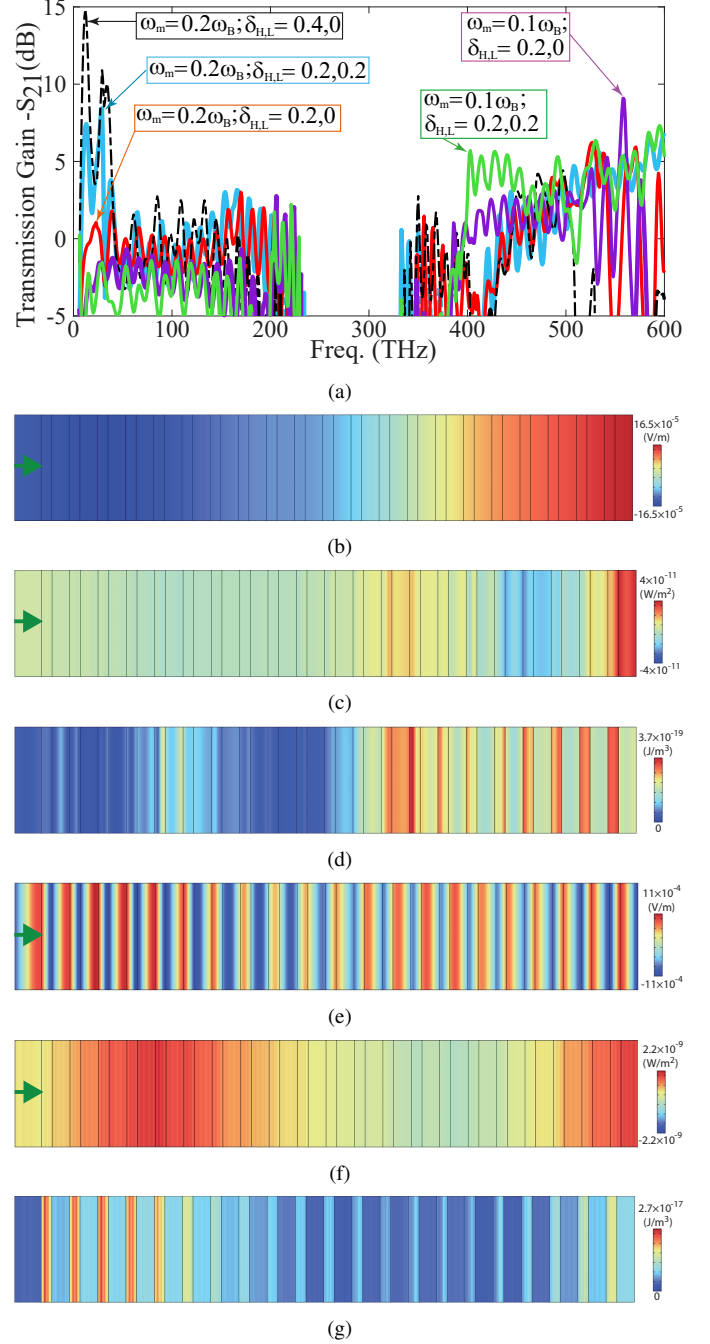 15
10
5
0
-5
Transmission Gain -S21(dB)
ωm=0.2ωB;δH,L=0.4,0
ωm=0.2ωB;δH,L=0.2,0.2
ωm=0.2ωB;δH,L=0.2,0
ωm=0.1ωB;
δH,L=0.2,0
ωm=0.1ωB;
δH,L=0.2,0.2
0 100 200 300 400 500 600
Freq. (THz)
(a)
16.5×10⁻⁵
(V/m)
-16.5×10⁻⁵
(b)
4×10⁻¹¹
(W/m²)
-4×10⁻¹¹
(c)
3.7×10⁻¹⁹
(J/m³)
0
(d)
11×10⁻⁴
(V/m)
-11×10⁻⁴
(e)
2.2×10⁻⁹
(W/m²)
-2.2×10⁻⁹
(f)
2.7×10⁻¹⁷
(J/m³)
0
(g)